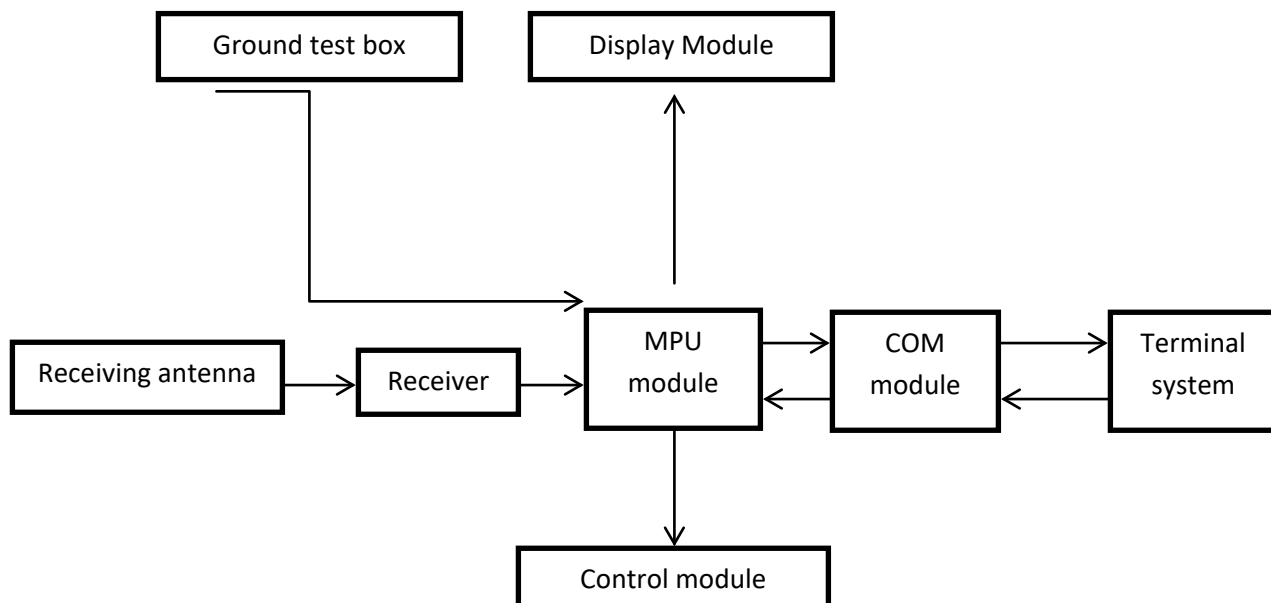 Ground test box
Display Module
Receiving antenna
Receiver
MPU
module
COM
module
Terminal
system
Control module